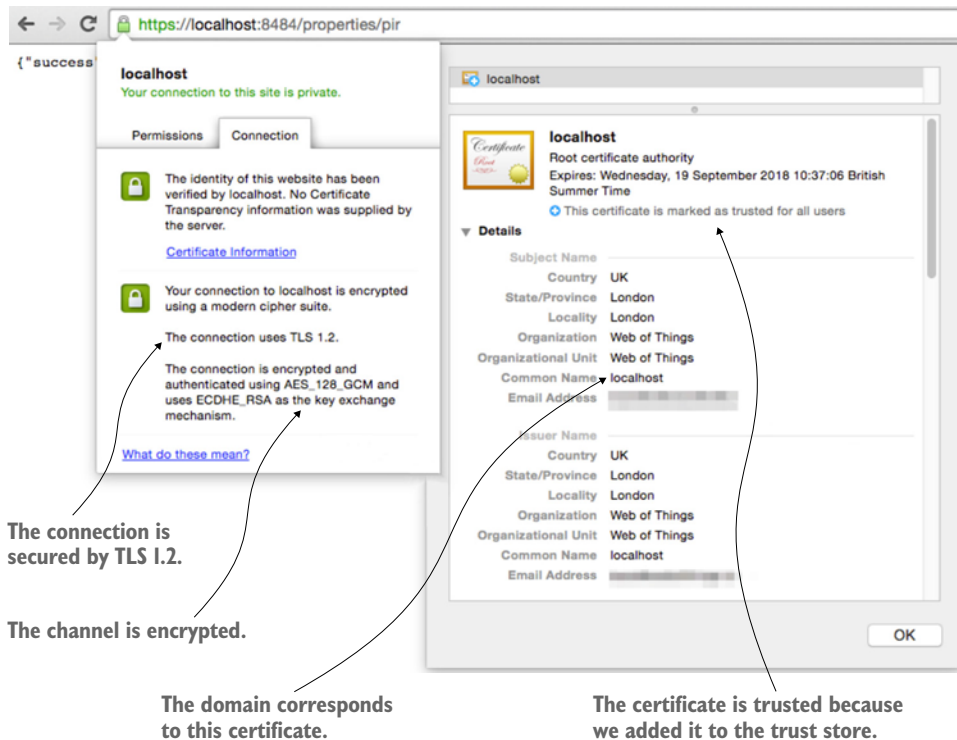 https://localhost:8484/properties/pir
{"success"
localhost
Your connection to this site is private.
Permissions
Connection
The identity of this website has been
verified by localhost. No Certificate
Transparency information was supplied by
the server.
Certificate Information
Your connection to localhost is encrypted
using a modern cipher suite.
The connection uses TLS 1.2.
The connection is encrypted and
authenticated using AES_128_GCM and
uses ECDHE_RSA as the key exchange
mechanism.
What do these mean?
localhost
Certificate
Root
localhost
Root certificate authority
Expires: Wednesday, 19 September 2018 10:37:06 British
Summer Time
This certificate is marked as trusted for all users
Details
Subject Name
Country UK
State/Province London
Locality London
Organization Web of Things
Organizational Unit Web of Things
Common Name localhost
Email Address
Issuer Name
Country UK
State/Province London
Locality London
Organization Web of Things
Organizational Unit Web of Things
Common Name localhost
Email Address
OK
The connection is
secured by TLS 1.2.
The channel is encrypted.
The domain corresponds
to this certificate.
The certificate is trusted because
we added it to the trust store.